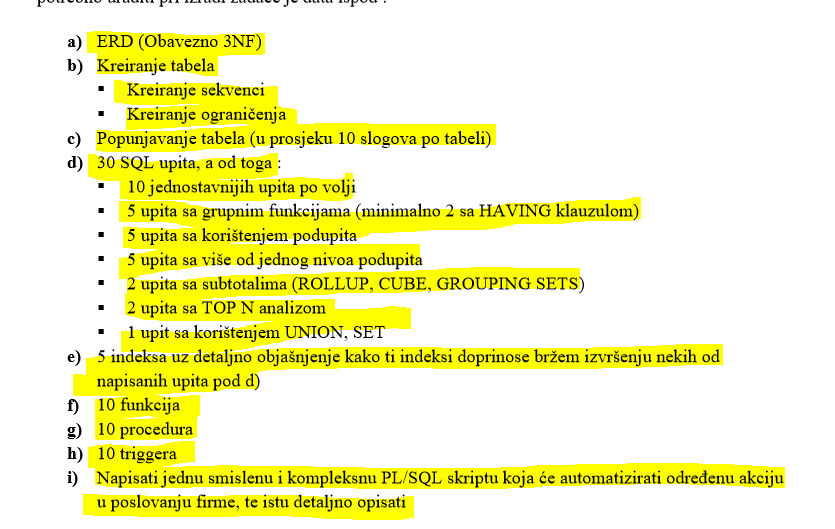 potrebno uraditi pri izradi zadaće je data ispod :
a) ERD (Obavezno 3NF)
b) Kreiranje tabela
▪ Kreiranje sekvenci
▪ Kreiranje ograničenja
c) Popunjavanje tabela (u prosjeku 10 slogova po tabeli)
d) 30 SQL upita, a od toga :
▪ 10 jednostavnijih upita po volji
▪ 5 upita sa grupnim funkcijama (minimalno 2 sa HAVING klauzulom)
▪ 5 upita sa korištenjem podupita
▪ 5 upita sa više od jednog nivoa podupita
▪ 2 upita sa subtotalima (ROLLUP, CUBE, GROUPING SETS)
▪ 2 upita sa TOP N analizom
▪ 1 upit sa korištenjem UNION, SET
e) 5 indeksa uz detaljno objašnjenje kako ti indeksi doprinose bržem izvršenju nekih od
napisanih upita pod d)
f) 10 funkcija
g) 10 procedura
h) 10 triggera
i) Napisati jednu smislenu i kompleksnu PL/SQL skriptu koja će automatizirati određenu akciju
u poslovanju firme, te istu detaljno opisati